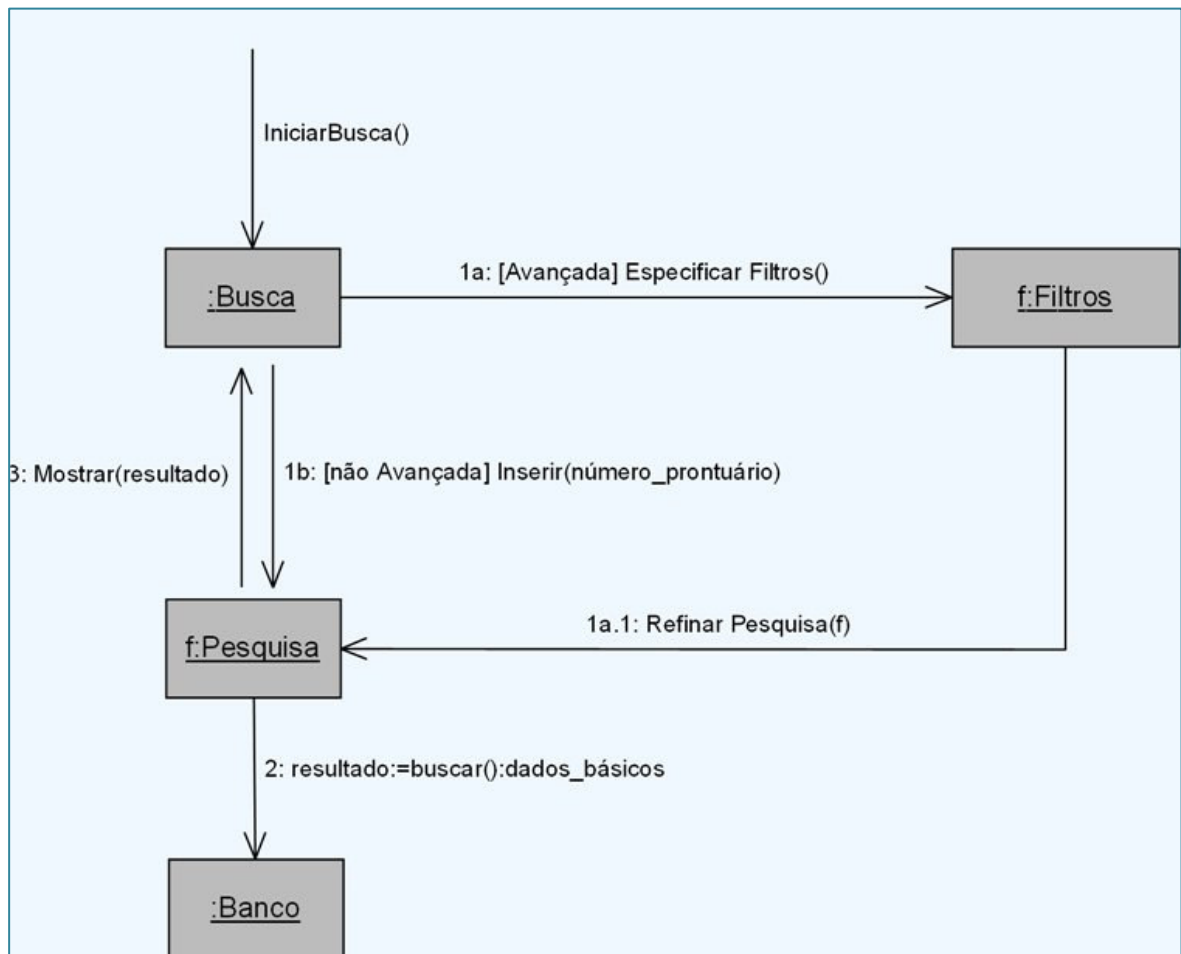 IniciarBusca()
1a: [Avançada] Especificar Filtros()
:Busca
f:Filtros
3: Mostrar(resultado)
1b: [não Avançada] Inserir(número_prontuário)
1a.1: Refinar Pesquisa(f)
f:Pesquisa
2: resultado:=buscar():dados_básicos
:Banco